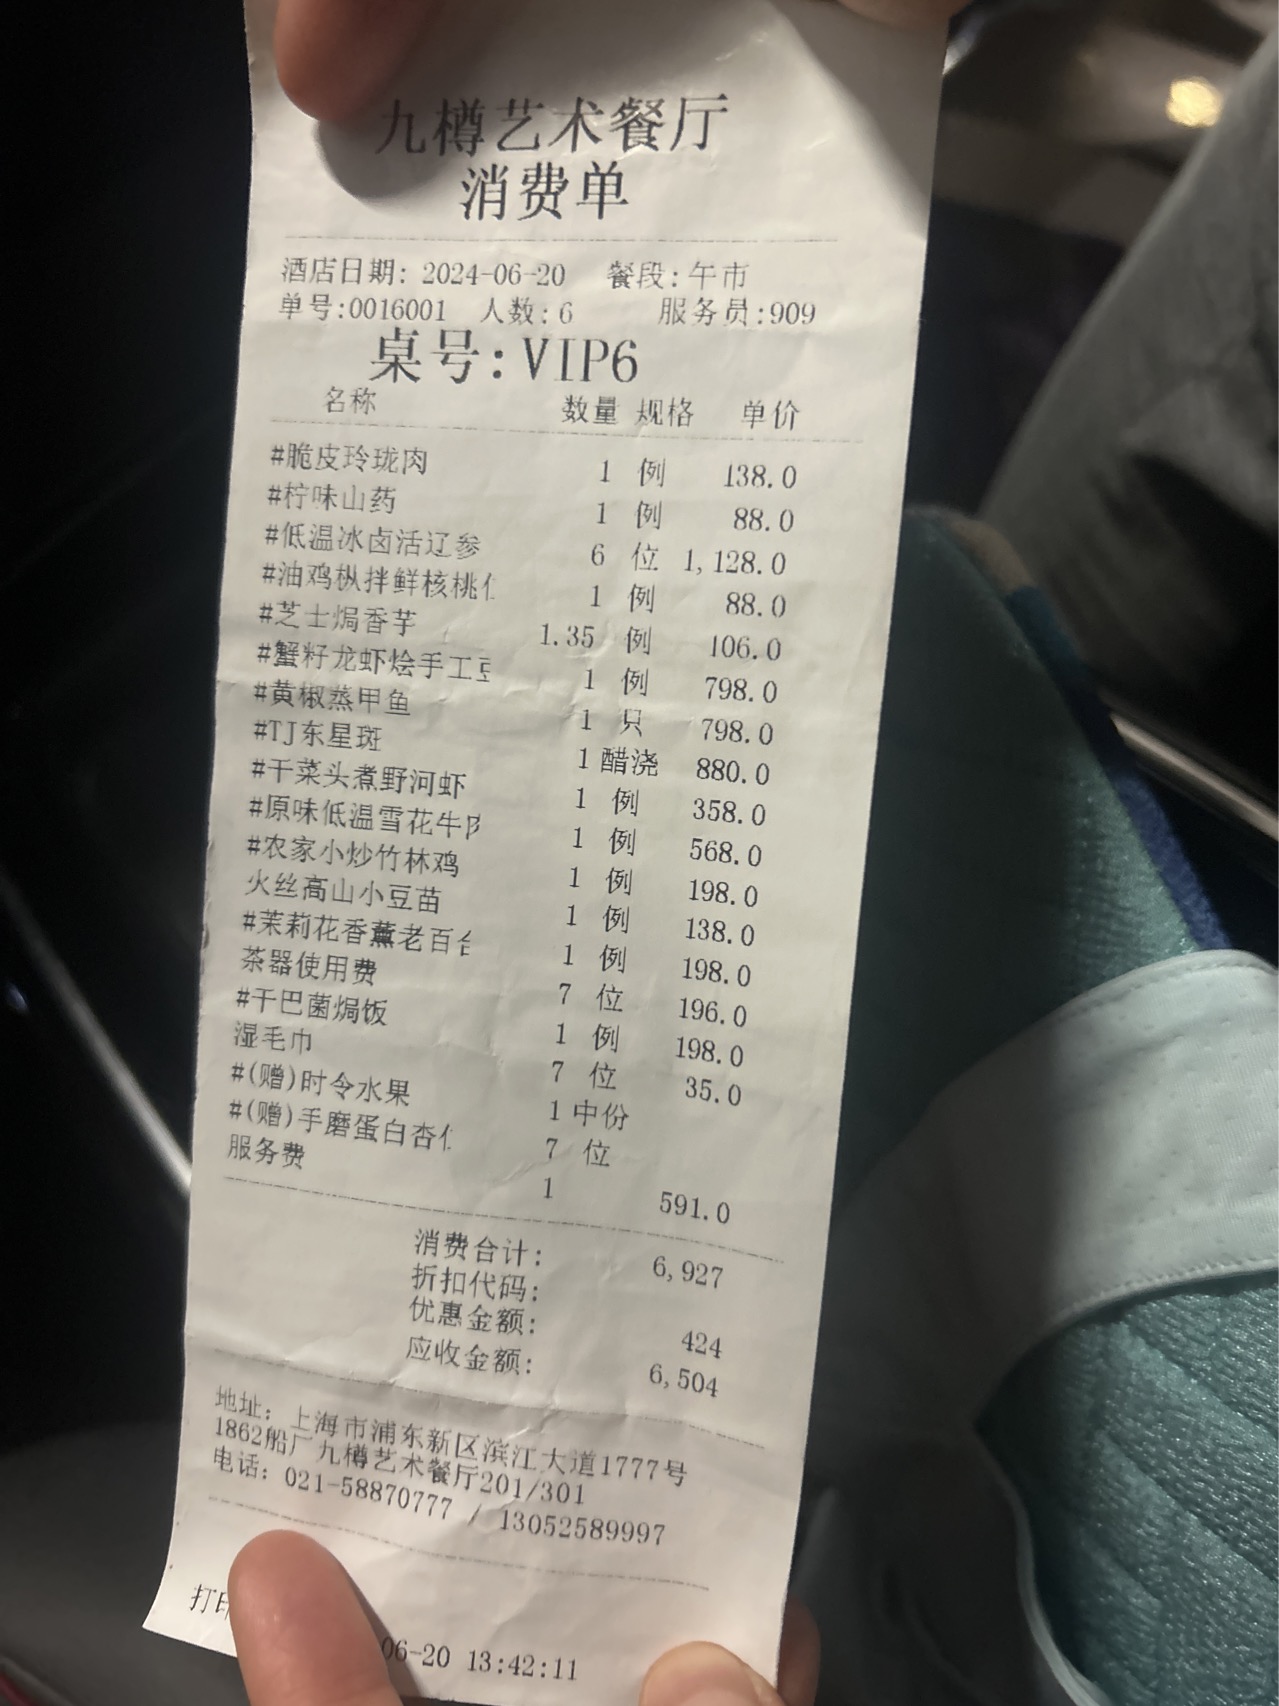 九樽艺术餐厅
消费单
酒店日期: 2024-06-20 餐段:午市
单号:0016001 人数:6 服务员:909
桌号:VIP6
名称 数量 规格 单价
#脆皮玲珑肉 1 例 138.0
#柠味山药 1 例 88.0
#低温冰卤活辽参 6 位 1,128.0
#油鸡枞拌鲜核桃仁 1 例 88.0
#芝士焗香芋 1.35 例 106.0
#蟹籽龙虾烩手工 1 例 798.0
#黄椒蒸甲鱼 1 只 798.0
#TJ东星斑 1 醋浇 880.0
#干菜头煮野河虾 1 例 358.0
#原味低温雪花牛 1 例 568.0
#农家小炒竹林鸡 1 例 198.0
火丝高山小豆苗 1 例 138.0
#茉莉花香薰老百合 1 例 198.0
茶器使用费 7 位 196.0
#干巴菌焗饭 1 例 198.0
湿毛巾 7 位 35.0
#(赠)时令水果 1 中份
#(赠)手磨蛋白杏仁 7 位
服务费 1 591.0
消费合计: 6,927
折扣代码:
优惠金额: 424
应收金额: 6,504
地址: 上海市浦东新区滨江大道1777号
1862船厂九樽艺术餐厅201/301
电话: 021-58870777 / 13052589997
打印 06-20 13:42:11